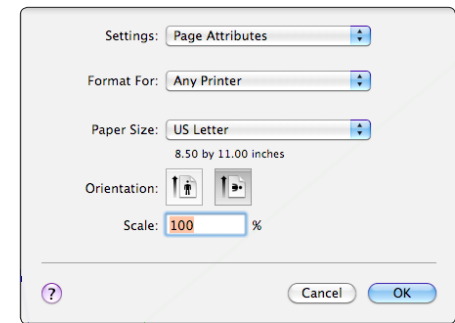 Settings: Page Attributes
Format For: Any Printer
Paper Size: US Letter
8.50 by 11.00 inches
Orientation:
Scale: 100 %
? Cancel OK